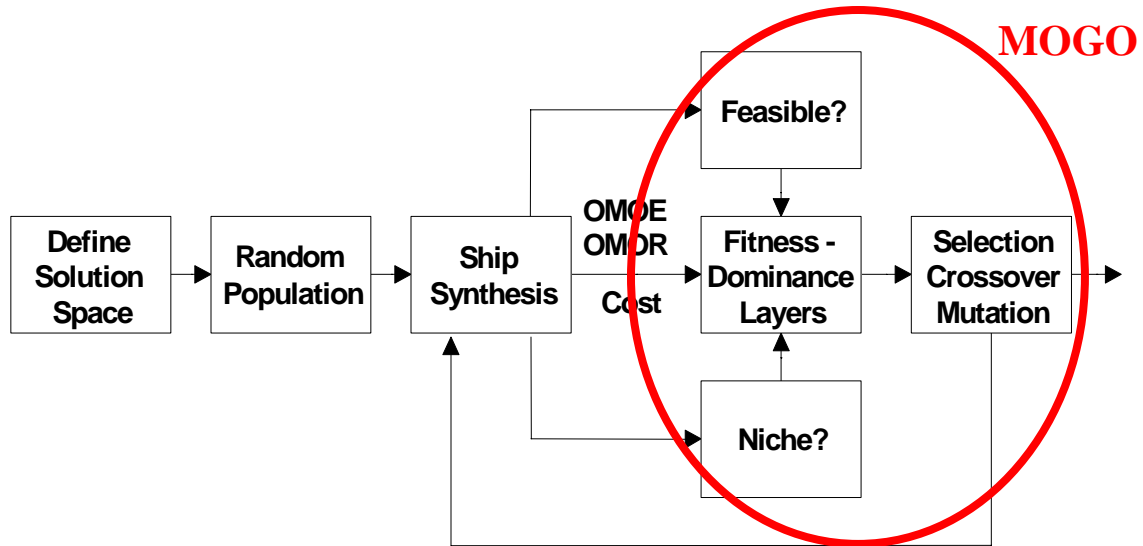 MOGO
Feasible?
Define
Solution
Space
Random
Population
Ship
Synthesis
OMOE
OMOR
Cost
Fitness -
Dominance
Layers
Selection
Crossover
Mutation
Niche?